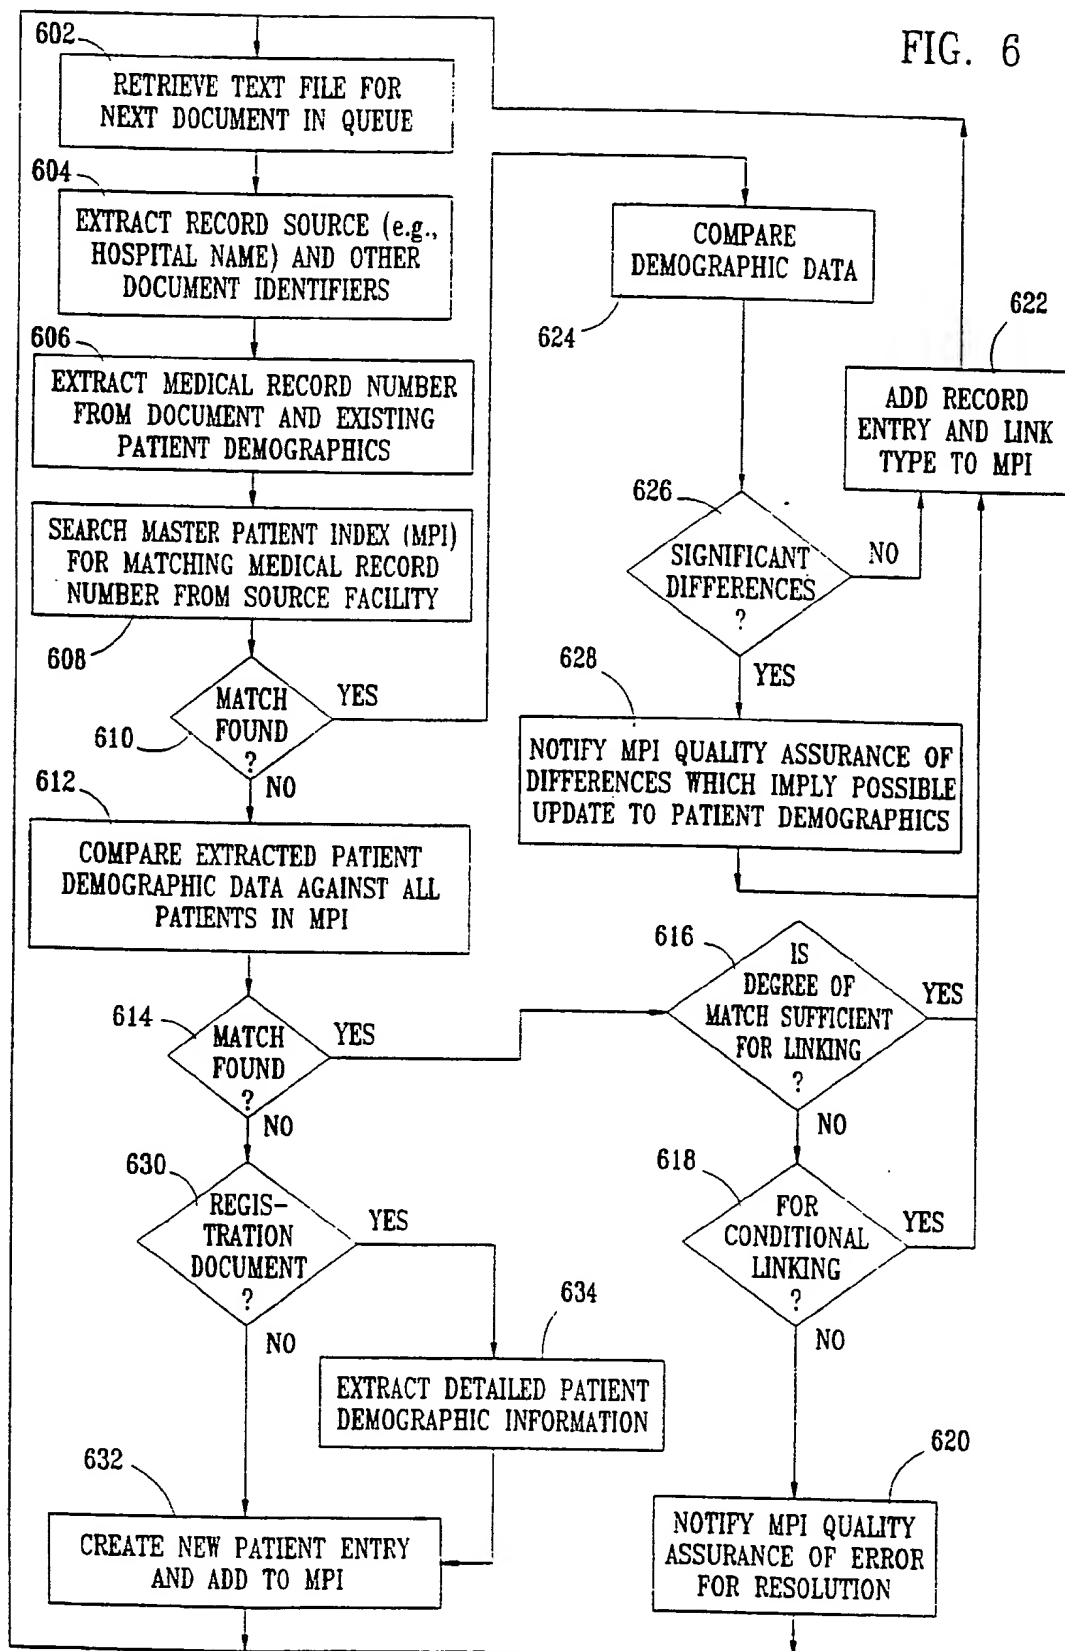 FIG. 6
602
RETRIEVE TEXT FILE FOR
NEXT DOCUMENT IN QUEUE
604
EXTRACT RECORD SOURCE (e.g.,
HOSPITAL NAME) AND OTHER
DOCUMENT IDENTIFIERS
606
EXTRACT MEDICAL RECORD NUMBER
FROM DOCUMENT AND EXISTING
PATIENT DEMOGRAPHICS
SEARCH MASTER PATIENT INDEX (MPI)
FOR MATCHING MEDICAL RECORD
NUMBER FROM SOURCE FACILITY
608
MATCH
FOUND
?
YES
610
NO
612
COMPARE EXTRACTED PATIENT
DEMOGRAPHIC DATA AGAINST ALL
PATIENTS IN MPI
614
MATCH
FOUND
?
YES
NO
630
REGIS-
TRATION
DOCUMENT
?
YES
NO
634
EXTRACT DETAILED PATIENT
DEMOGRAPHIC INFORMATION
632
CREATE NEW PATIENT ENTRY
AND ADD TO MPI
COMPARE
DEMOGRAPHIC DATA
624
622
ADD RECORD
ENTRY AND LINK
TYPE TO MPI
626
SIGNIFICANT
DIFFERENCES
?
NO
YES
628
NOTIFY MPI QUALITY ASSURANCE OF
DIFFERENCES WHICH IMPLY POSSIBLE
UPDATE TO PATIENT DEMOGRAPHICS
616
IS
DEGREE OF
MATCH SUFFICIENT
FOR LINKING
?
YES
NO
618
FOR
CONDITIONAL
LINKING
?
YES
NO
620
NOTIFY MPI QUALITY
ASSURANCE OF ERROR
FOR RESOLUTION